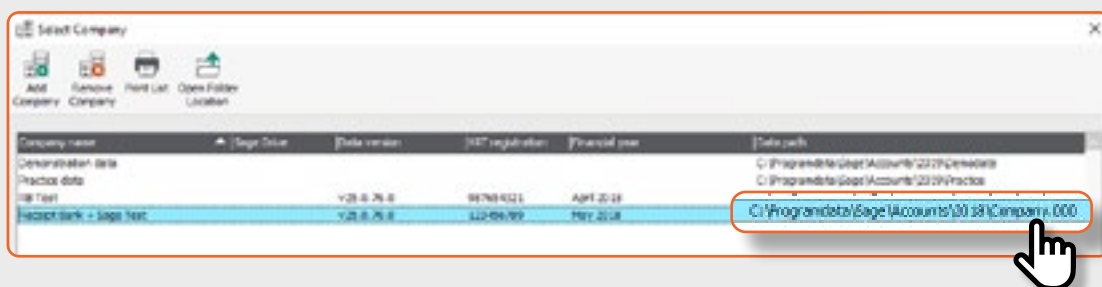 Select Company
Add Company
Remove Company
Print List
Open Folder Location
Company name Sage Drive Data version VAT registration Financial year Data path
Demonstration data C:\Programdata\Sage\Accounts\2019\Demodata
Practice data C:\Programdata\Sage\Accounts\2019\Practice
RB Test April 2018
Receipt Bank + Sage Test 123456789 May 2018 C:\Programdata\Sage\Accounts\2018\Company.000